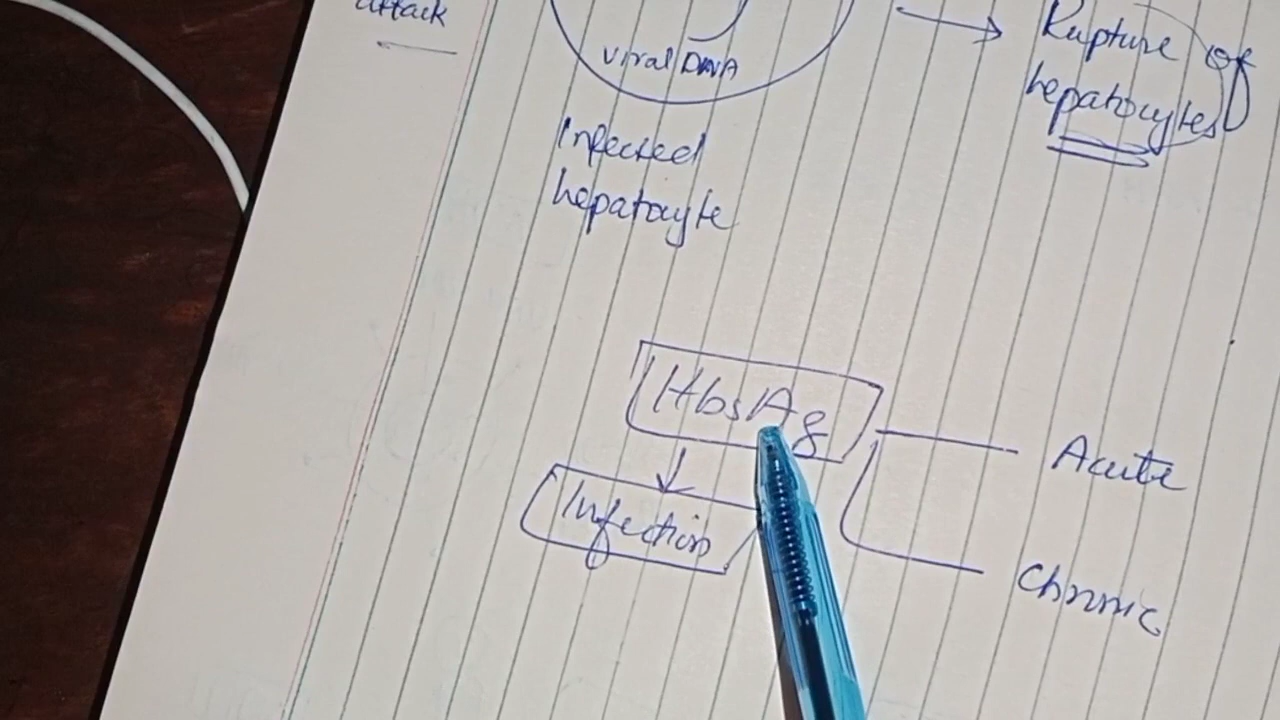 attack
viral DNA
Rupture of
hepatocytes
Infected
hepatocyte
HbsAg
Acute
Infection
Chronic